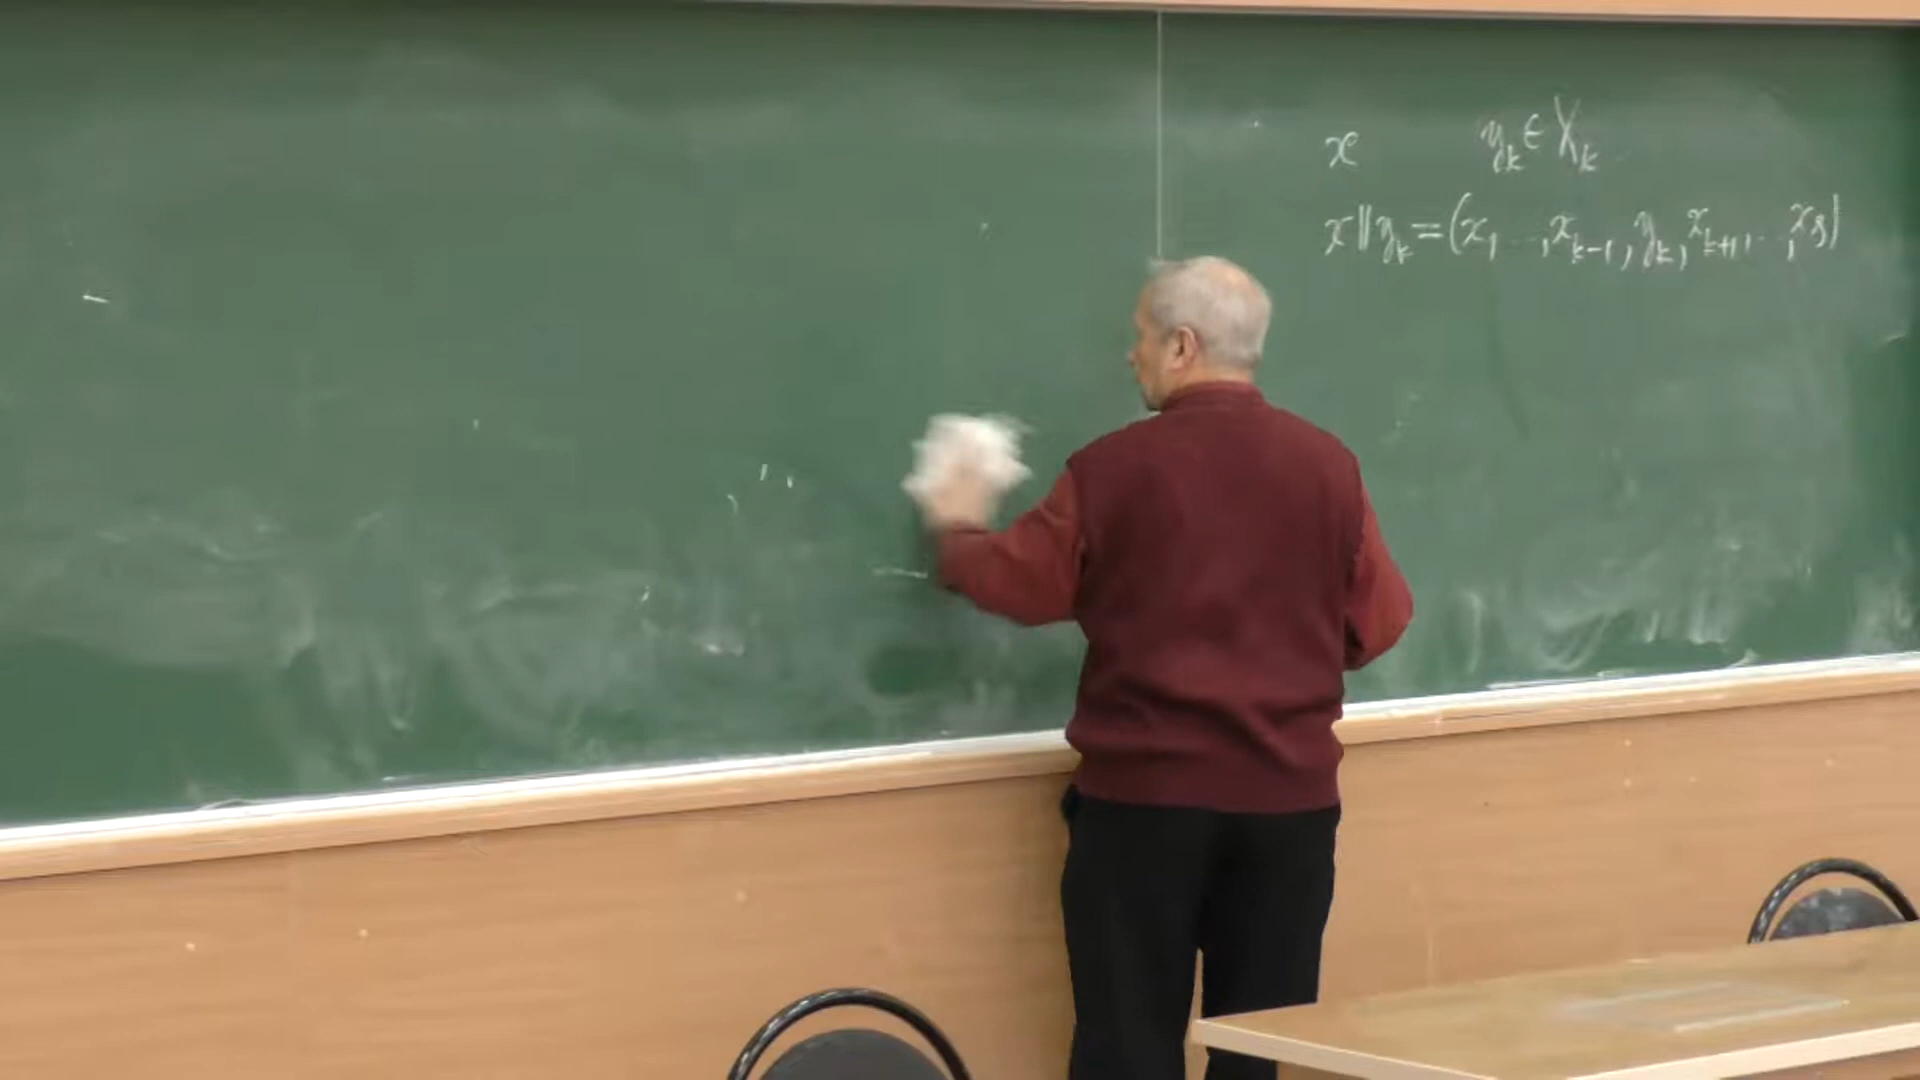 x y_k ∈ X_k
x || y_k = (x_1 ..., x_{k-1}, y_k, x_{k+1}, ..., x_s)